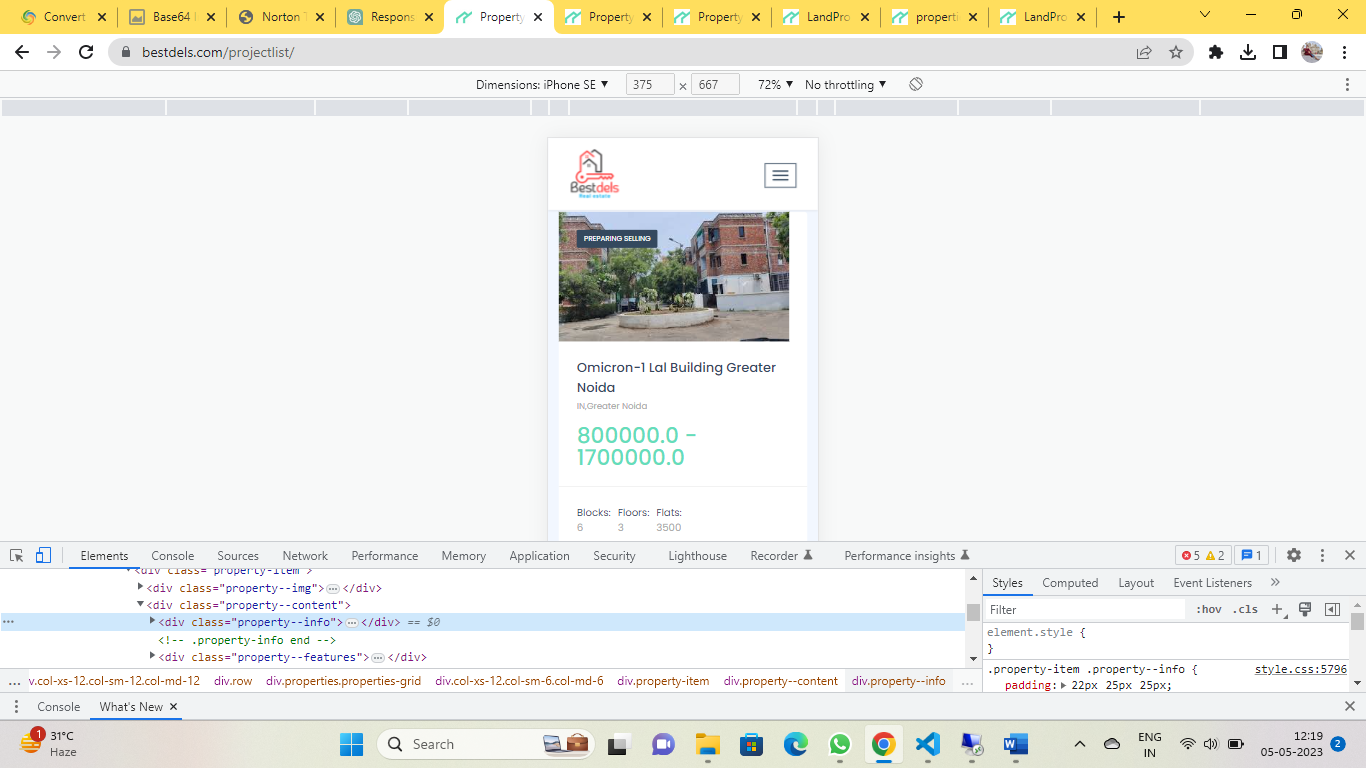 Convert
Base64
Norton
Respons
Property
Property
Property
LandPro
properti
LandPro
bestdels.com/projectlist/
Dimensions: iPhone SE ▼ 375 × 667 72% ▼ No throttling ▼
Bestdels
Real estate
PREPARING SELLING
Omicron-1 Lal Building Greater
Noida
IN,Greater Noida
800000.0 -
1700000.0
Blocks: Floors: Flats:
6 3 3500
Elements Console Sources Network Performance Memory Application Security Lighthouse Recorder Performance insights 5 2 1
<div class="property-item">
<div class="property--img">…</div>
<div class="property--content">
<div class="property--info">…</div> == $0
<!-- .property-info end -->
<div class="property--features">…</div>
… v.col-xs-12.col-sm-12.col-md-12 div.row div.properties.properties-grid div.col-xs-12.col-sm-6.col-md-6 div.property-item div.property--content div.property--info …
Styles Computed Layout Event Listeners »
Filter :hov .cls +
element.style {
}
.property-item .property--info { style.css:5796
padding: 22px 25px 25px;
Console What's New
1 31°C
Haze
Search
ENG
IN
12:19
05-05-2023
2